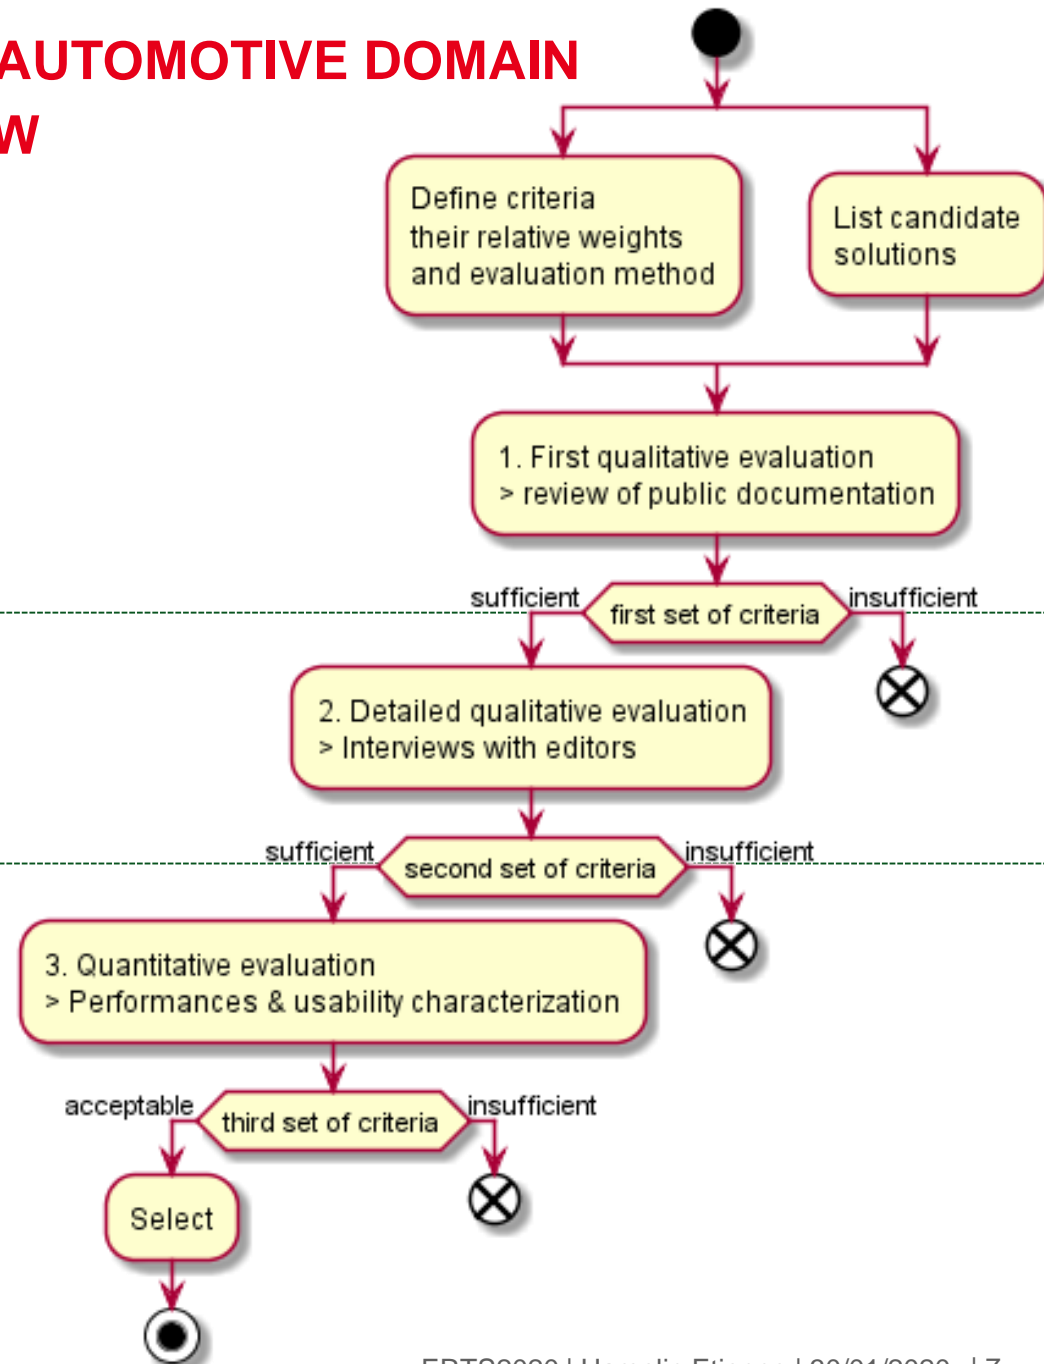 AUTOMOTIVE DOMAIN
W
Define criteria
their relative weights
and evaluation method
List candidate
solutions
1. First qualitative evaluation
> review of public documentation
sufficient
first set of criteria
insufficient
2. Detailed qualitative evaluation
> Interviews with editors
sufficient
second set of criteria
insufficient
3. Quantitative evaluation
> Performances & usability characterization
acceptable
third set of criteria
insufficient
Select